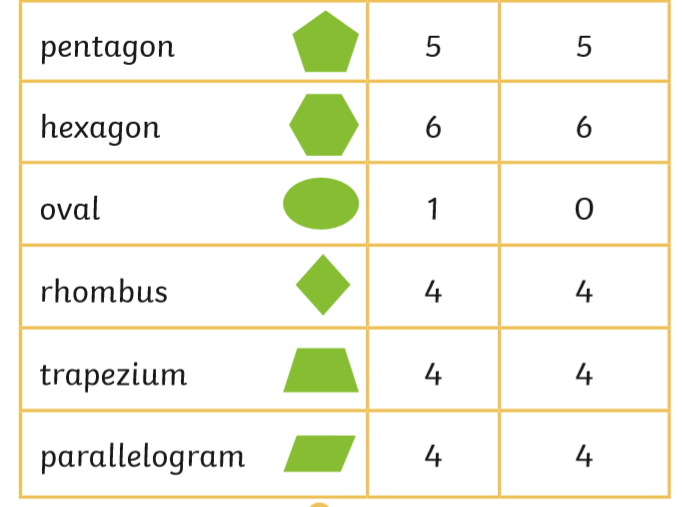 pentagon 5 5
hexagon 6 6
oval 1 0
rhombus 4 4
trapezium 4 4
parallelogram 4 4